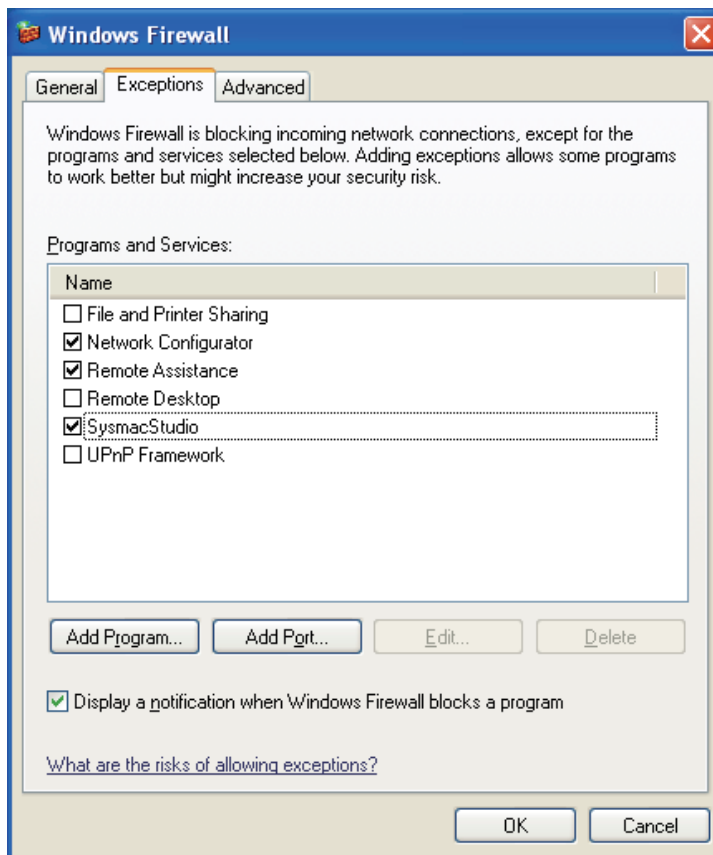 Windows Firewall
General Exceptions Advanced
Windows Firewall is blocking incoming network connections, except for the
programs and services selected below. Adding exceptions allows some programs
to work better but might increase your security risk.
Programs and Services:
Name
File and Printer Sharing
Network Configurator
Remote Assistance
Remote Desktop
SysmacStudio
UPnP Framework
Add Program... Add Port... Edit... Delete
Display a notification when Windows Firewall blocks a program
What are the risks of allowing exceptions?
OK Cancel